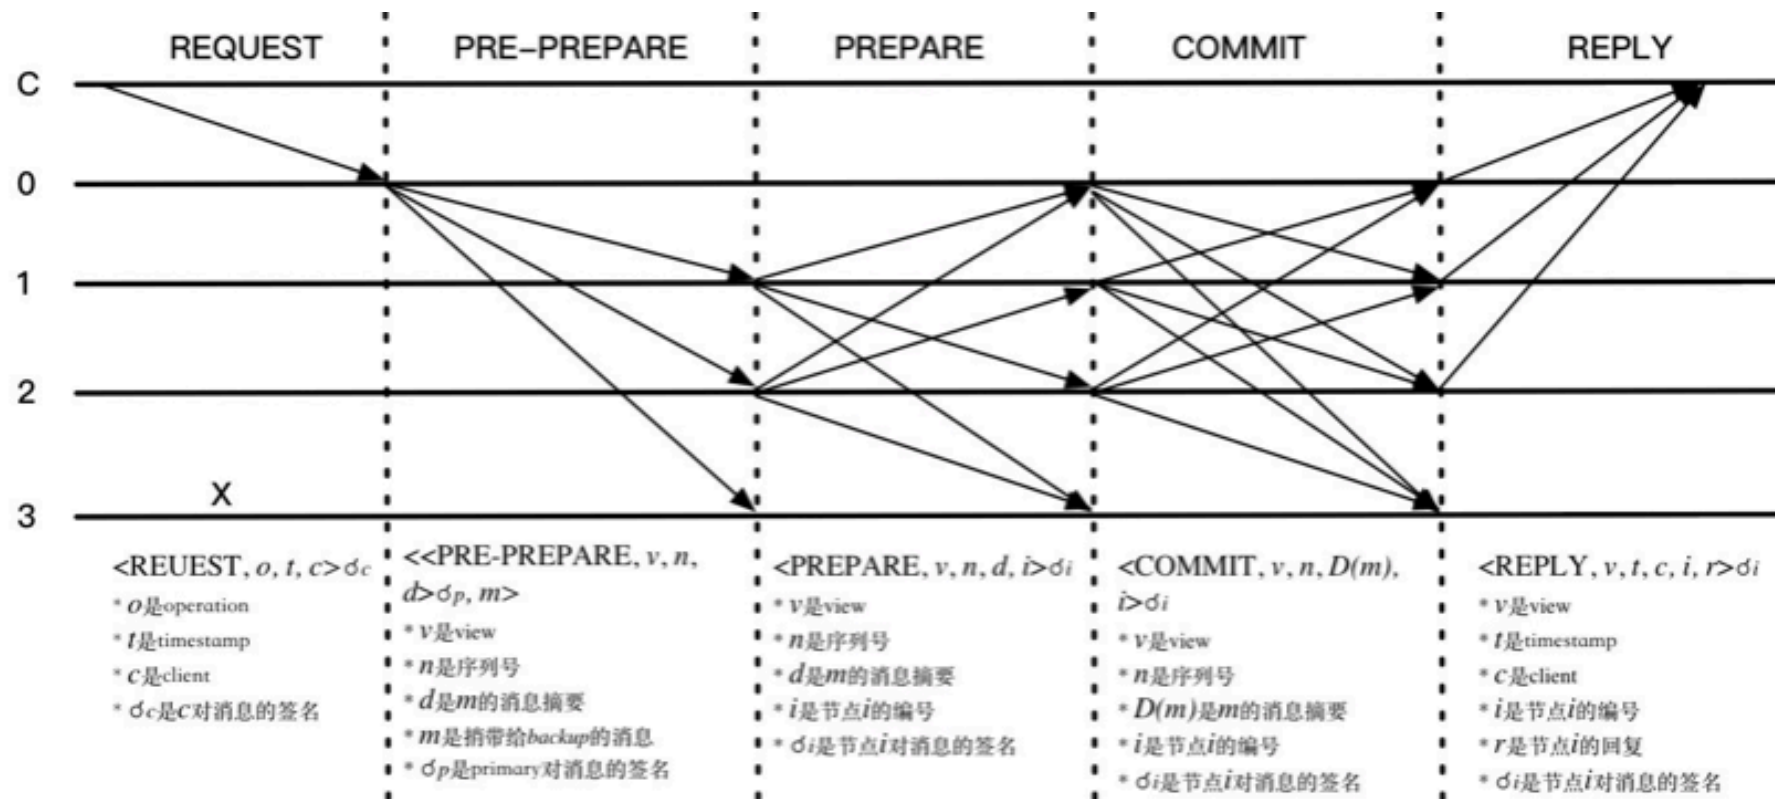 REQUEST
PRE-PREPARE
PREPARE
COMMIT
REPLY
C
0
1
2
X
3
<REUEST, o, t, c>σc
* o是operation
* t是timestamp
* c是client
* σc是c对消息的签名
<<PRE-PREPARE, v, n,
d>σp, m>
* v是view
* n是序列号
* d是m的消息摘要
* m是捎带给backup的消息
* σp是primary对消息的签名
<PREPARE, v, n, d, i>σi
* v是view
* n是序列号
* d是m的消息摘要
* i是节点i的编号
* σi是节点i对消息的签名
<COMMIT, v, n, D(m),
i>σi
* v是view
* n是序列号
* D(m)是m的消息摘要
* i是节点i的编号
* σi是节点i对消息的签名
<REPLY, v, t, c, i, r>σi
* v是view
* t是timestamp
* c是client
* i是节点i的编号
* r是节点i的回复
* σi是节点i对消息的签名